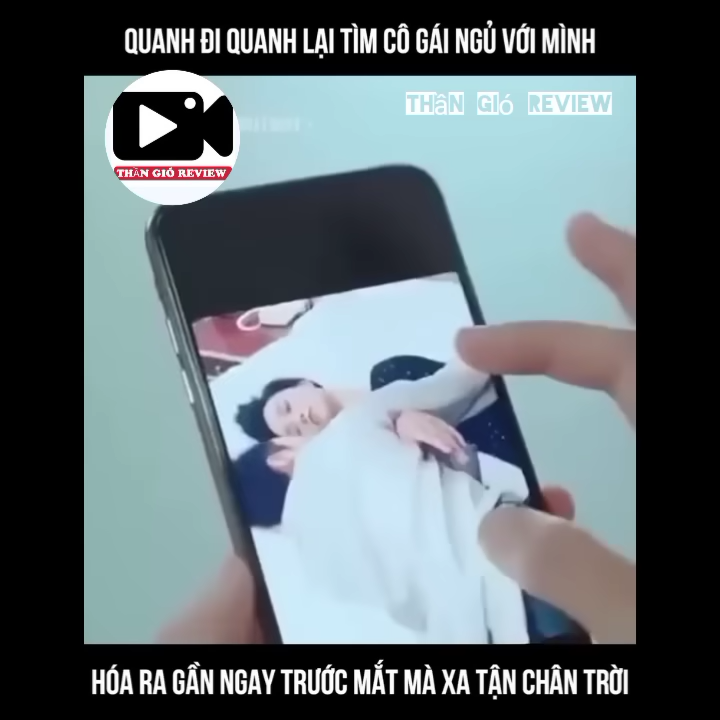 QUANH ĐI QUANH LẠI TÌM CÔ GÁI NGỦ VỚI MÌNH
THầN GIó REVIEW
THẦN GIÓ REVIEW
HÓA RA GẦN NGAY TRƯỚC MẮT MÀ XA TẬN CHÂN TRỜI